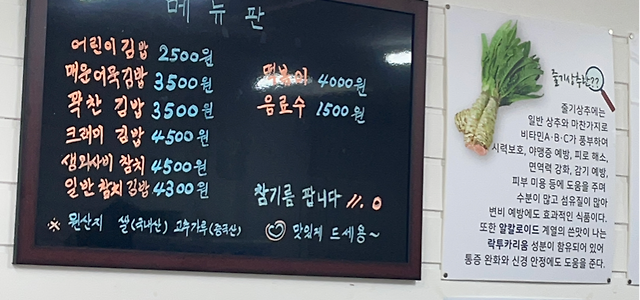 메뉴판
어린이김밥 2500원
매운어묵김밥 3500원
꽉찬 김밥 3500원
크래미 김밥 4500원
생와사비 참치 4500원
일반참치김밥 4300원
떡볶이 4000원
음료수 1500원
참기름 팝니다 //. 0
※ 원산지 쌀(국내산) 고추가루(중국산)
맛있게 드세용~
줄기상추란??
줄기상추에는
일반 상추와 마찬가지로
비타민A·B·C가 풍부하여
시력보호, 야맹증 예방, 피로 해소,
면역력 강화, 감기 예방,
피부 미용 등에 도움을 주며
수분이 많고 섬유질이 많아
변비 예방에도 효과적인 식품이다.
또한 알칼로이드 계열의 쓴맛이 나는
락투카리움 성분이 함유되어 있어
통증 완화와 신경 안정에도 도움을 준다.